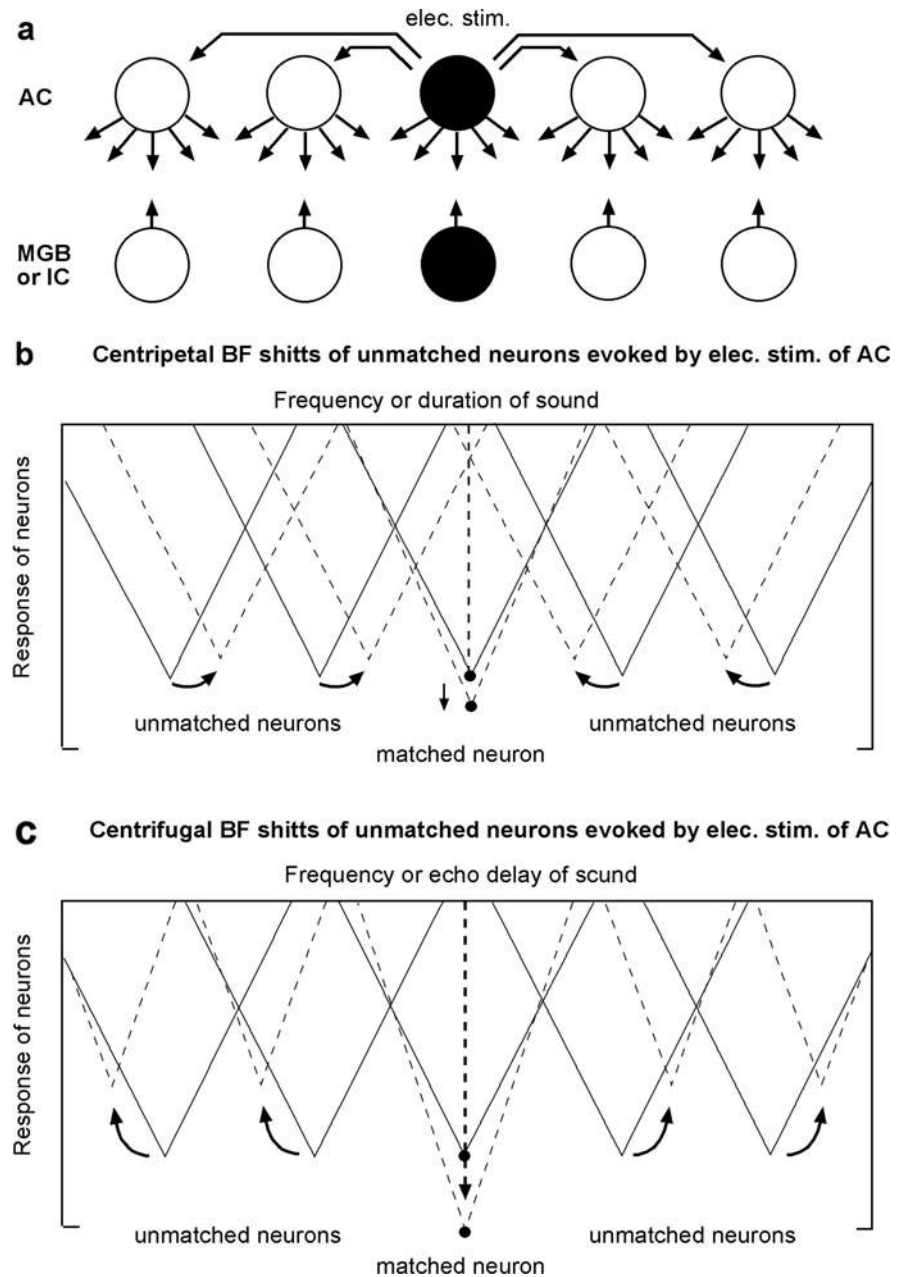 a
elec. stim.
AC
MGB
or IC
b Centripetal BF shitts of unmatched neurons evoked by elec. stim. of AC
Frequency or duration of sound
Response of neurons
unmatched neurons unmatched neurons
matched neuron
c Centrifugal BF shitts of unmatched neurons evoked by elec. stim. of AC
Frequency or echo delay of scund
Response of neurons
unmatched neurons unmatched neurons
matched neuron